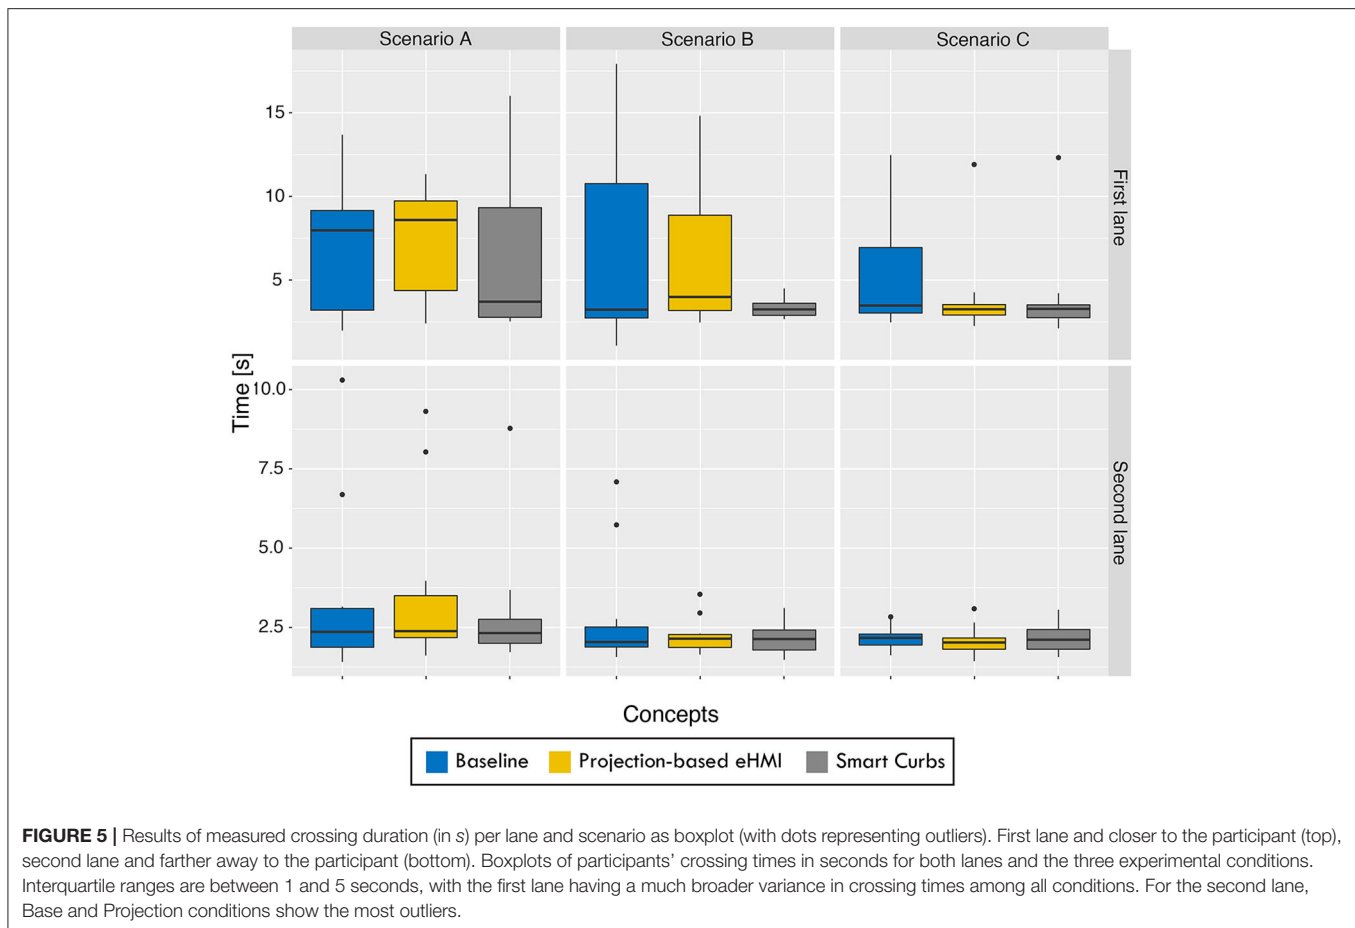 Scenario A
Scenario B
Scenario C
15
10
5
First lane
Time [s]
10.0
7.5
5.0
2.5
Second lane
Concepts
Baseline
Projection-based eHMI
Smart Curbs
FIGURE 5 | Results of measured crossing duration (in s) per lane and scenario as boxplot (with dots representing outliers). First lane and closer to the participant (top),
second lane and farther away to the participant (bottom). Boxplots of participants’ crossing times in seconds for both lanes and the three experimental conditions.
Interquartile ranges are between 1 and 5 seconds, with the first lane having a much broader variance in crossing times among all conditions. For the second lane,
Base and Projection conditions show the most outliers.